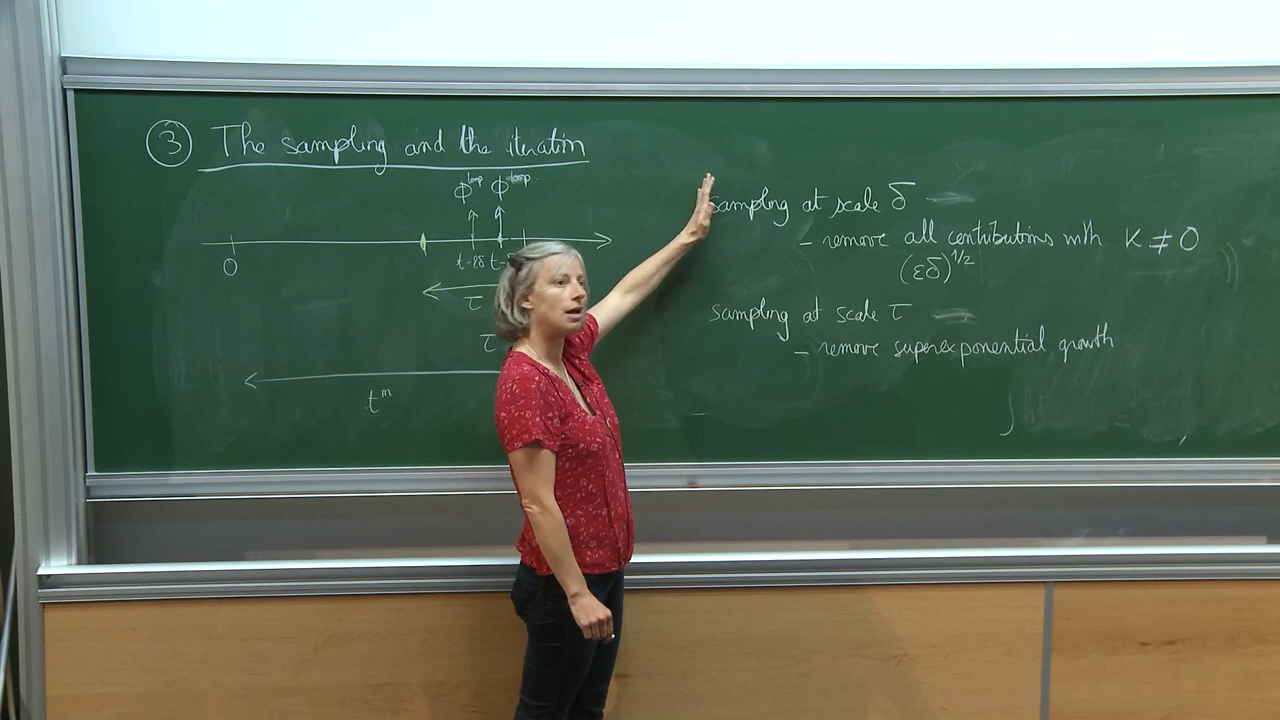 ③ The sampling and the iteration
Φ^loop Φ^loop
0
t-2δ t-
τ
τ
t^m
sampling at scale δ
- remove all contributions with K ≠ 0
(εδ)^1/2
sampling at scale τ
- remove superexponential growth